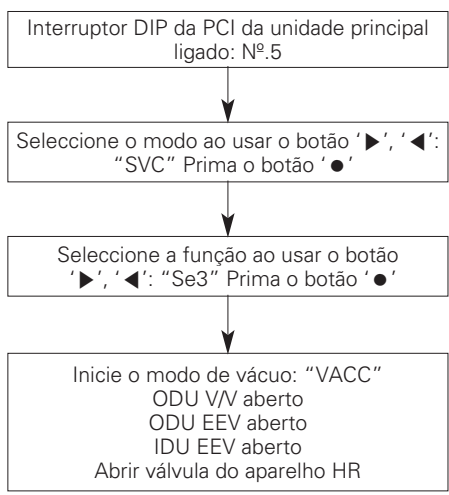 Interruptor DIP da PCI da unidade principal
ligado: Nº.5
Seleccione o modo ao usar o botão ‘▶’, ‘◀’:
“SVC” Prima o botão ‘●’
Seleccione a função ao usar o botão
‘▶’, ‘◀’: “Se3” Prima o botão ‘●’
Inicie o modo de vácuo: “VACC”
ODU V/V aberto
ODU EEV aberto
IDU EEV aberto
Abrir válvula do aparelho HR